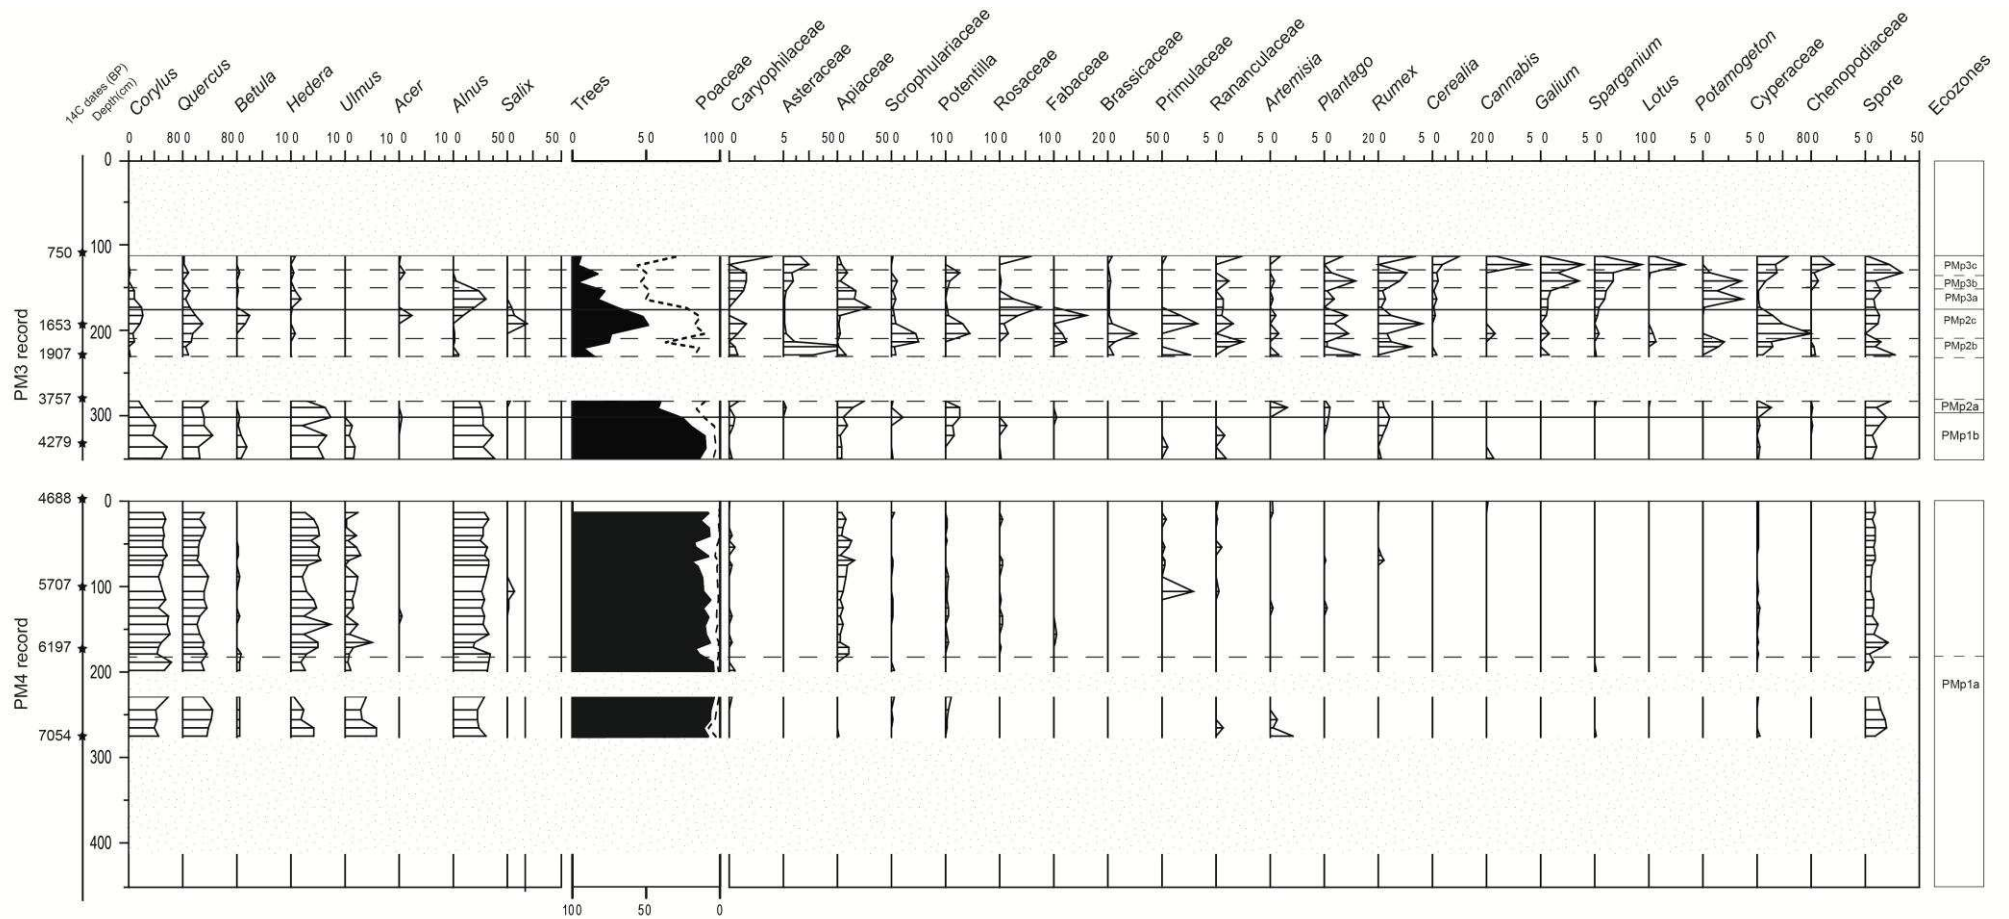 14C dates (BP)
Depth(cm)
Corylus
Quercus
Betula
Hedera
Ulmus
Acer
Alnus
Salix
Trees
Poaceae
Caryophilaceae
Asteraceae
Apiaceae
Scrophulariaceae
Potentilla
Rosaceae
Fabaceae
Brassicaceae
Primulaceae
Rananculaceae
Artemisia
Plantago
Rumex
Cerealia
Cannabis
Galium
Sparganium
Lotus
Potamogeton
Cyperaceae
Chenopodiaceae
Spore
Ecozones
0 80 0 80 0 10 0 10 0 10 0 10 0 50 0 50 0 50 100 0 5 0 50 0 50 0 10 0 10 0 10 0 20 0 50 0 5 0 5 0 5 0 5 0 20 0 5 0 5 0 10 0 5 0 5 0 80 0 5 0 50
0
100
200
300
750
1653
1907
3757
4279
PM3 record
PMp3c
PMp3b
PMp3a
PMp2c
PMp2b
PMp2a
PMp1b
4688
5707
6197
7054
PM4 record
0
100
200
300
400
PMp1a
100 50 0